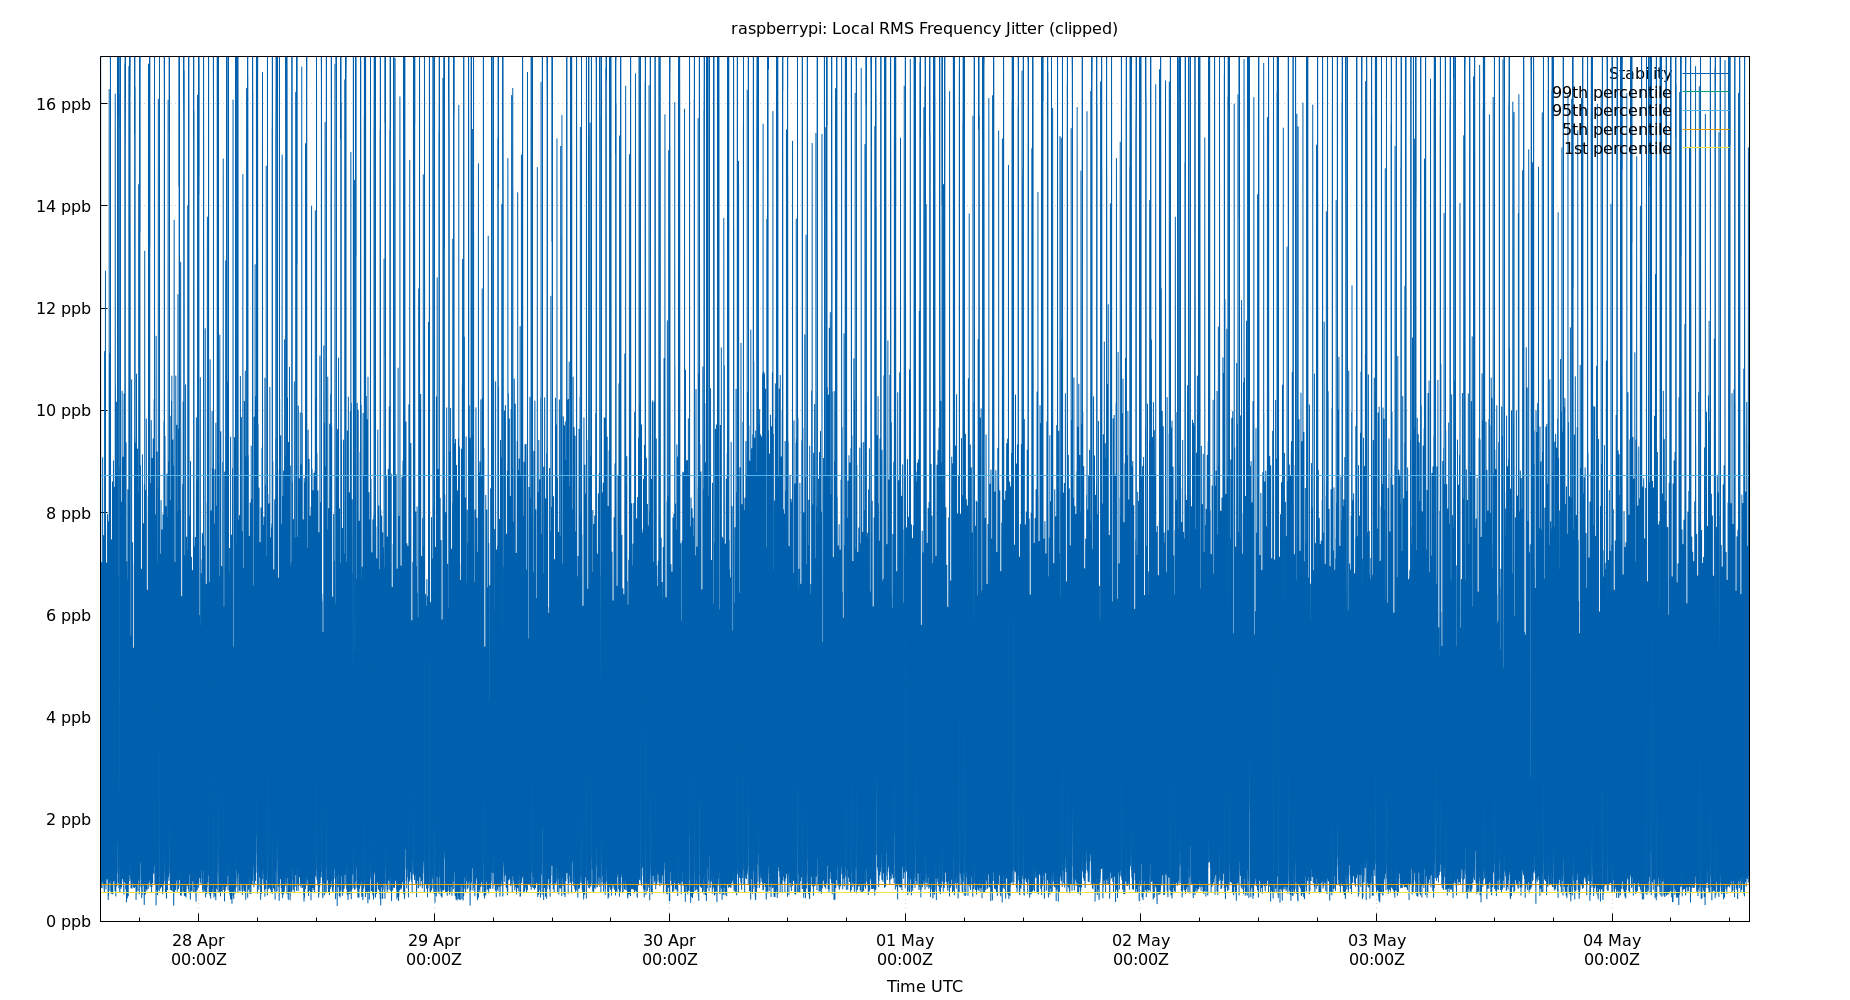 raspberrypi: Local RMS Frequency Jitter (clipped)
Stability
99th percentile
95th percentile
5th percentile
1st percentile
16 ppb
14 ppb
12 ppb
10 ppb
8 ppb
6 ppb
4 ppb
2 ppb
0 ppb
28 Apr 29 Apr 30 Apr 01 May 02 May 03 May 04 May
00:00Z 00:00Z 00:00Z 00:00Z 00:00Z 00:00Z 00:00Z
Time UTC